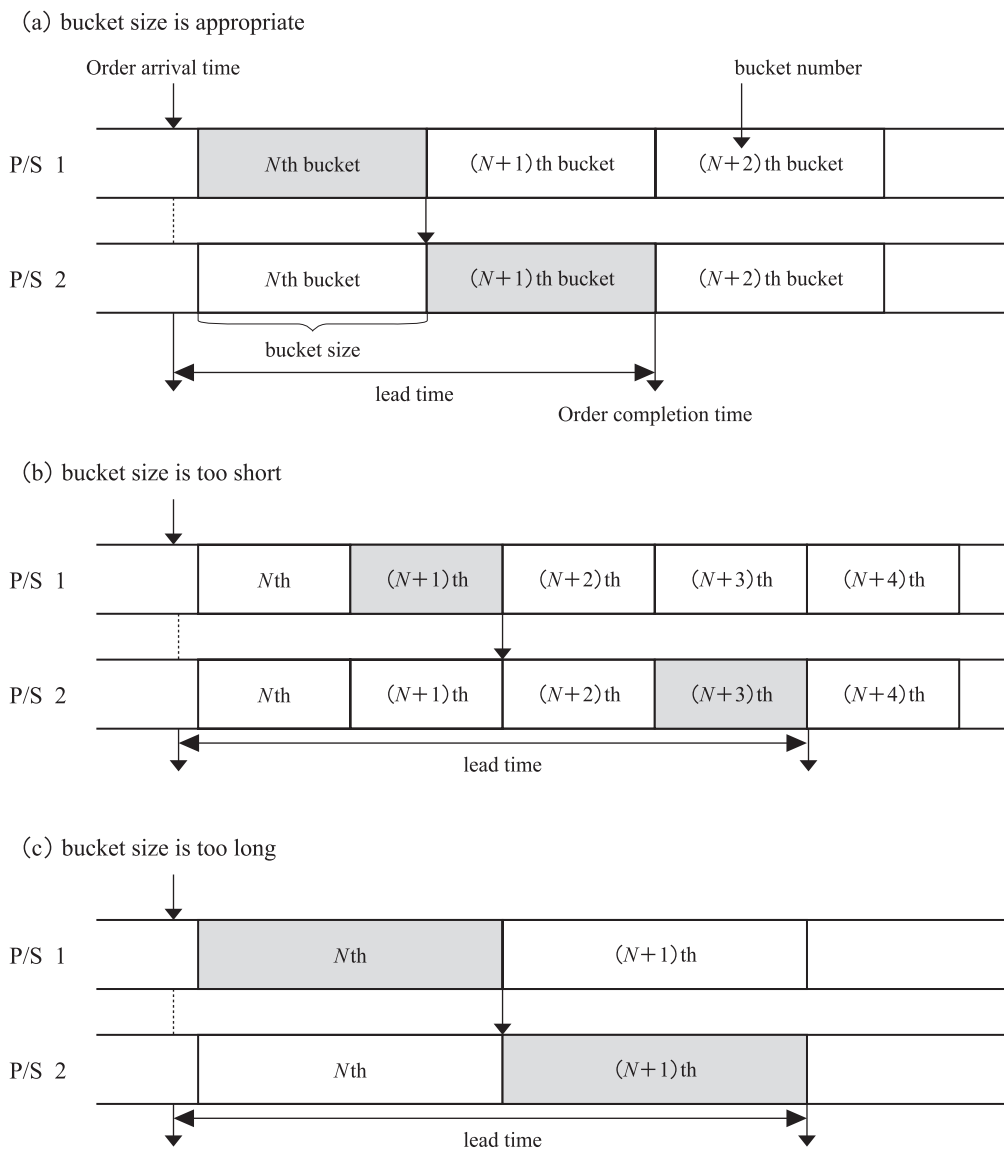 (a) bucket size is appropriate
Order arrival time
bucket number
P/S 1
Nth bucket
(N+1)th bucket
(N+2)th bucket
P/S 2
Nth bucket
(N+1)th bucket
(N+2)th bucket
bucket size
lead time
Order completion time
(b) bucket size is too short
P/S 1
Nth
(N+1)th
(N+2)th
(N+3)th
(N+4)th
P/S 2
Nth
(N+1)th
(N+2)th
(N+3)th
(N+4)th
lead time
(c) bucket size is too long
P/S 1
Nth
(N+1)th
P/S 2
Nth
(N+1)th
lead time